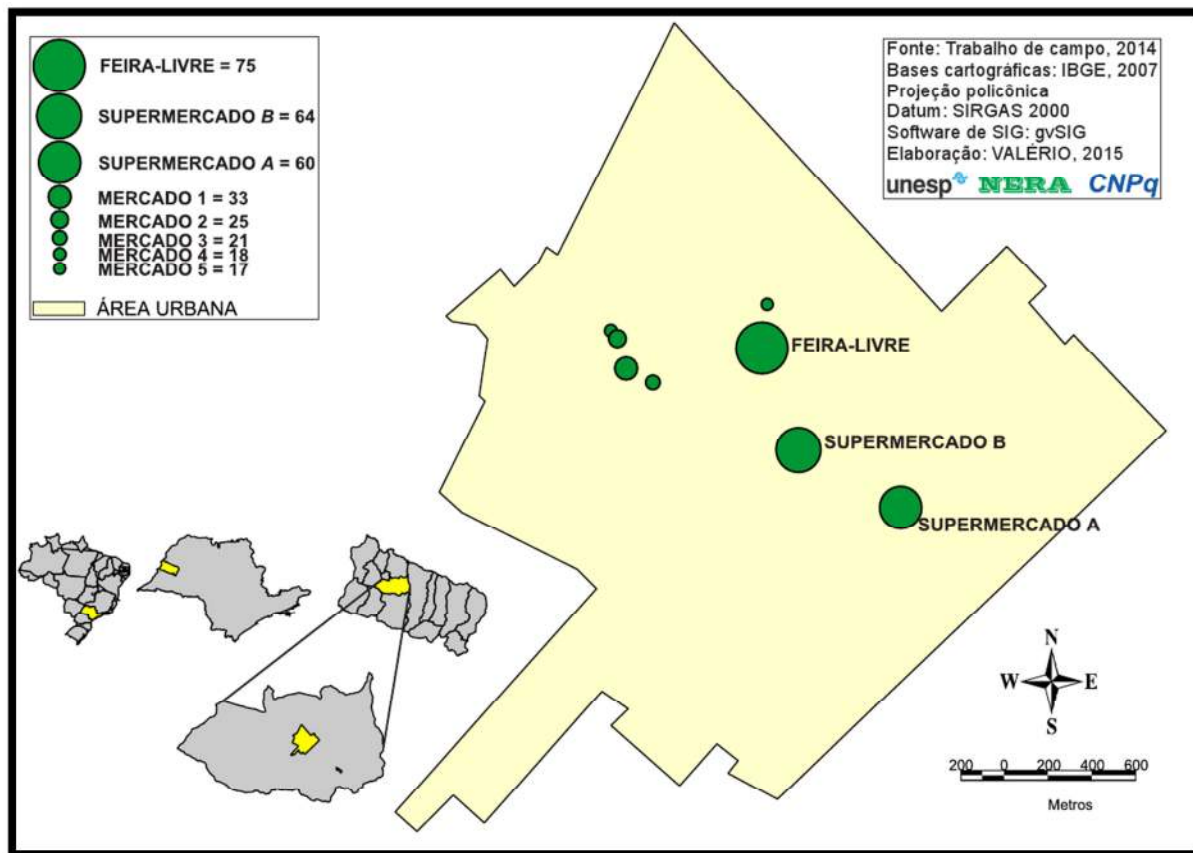 FEIRA-LIVRE = 75
SUPERMERCADO B = 64
SUPERMERCADO A = 60
MERCADO 1 = 33
MERCADO 2 = 25
MERCADO 3 = 21
MERCADO 4 = 18
MERCADO 5 = 17
ÁREA URBANA
Fonte: Trabalho de campo, 2014
Bases cartográficas: IBGE, 2007
Projeção policônica
Datum: SIRGAS 2000
Software de SIG: gvSIG
Elaboração: VALÉRIO, 2015
unesp NERA CNPq
FEIRA-LIVRE
SUPERMERCADO B
SUPERMERCADO A
N
W E
S
200 0 200 400 600
Metros